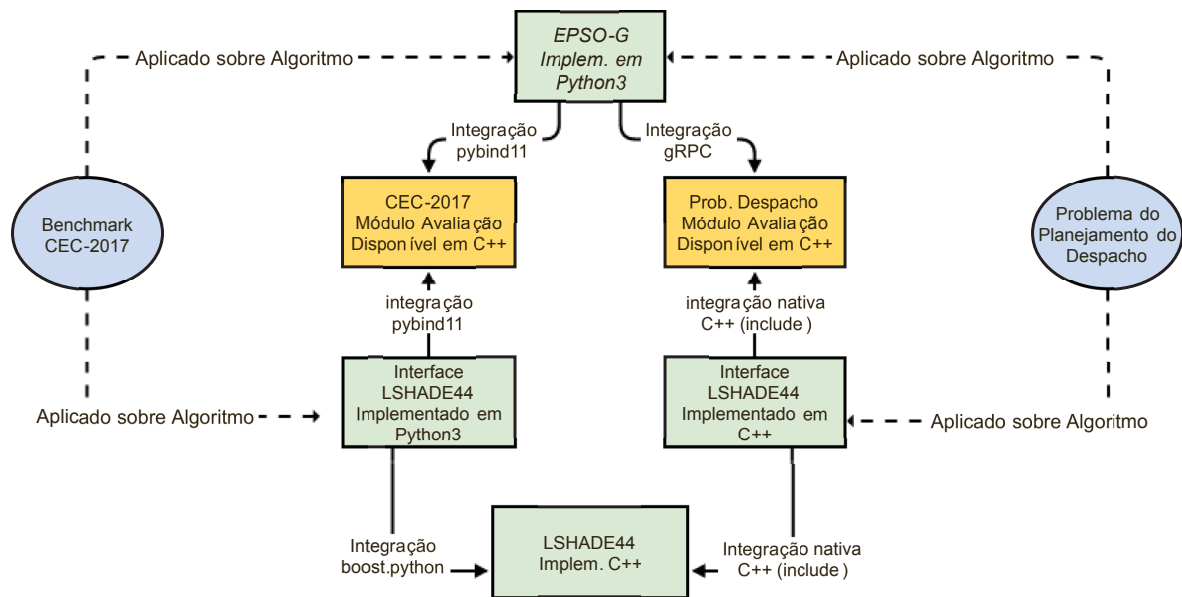 EPSO-G
Implem. em
Python3
Aplicado sobre Algoritmo
Aplicado sobre Algoritmo
Integração
pybind11
Integração
gRPC
Benchmark
CEC-2017
CEC-2017
Módulo Avaliação
Disponível em C++
Prob. Despacho
Módulo Avaliação
Disponível em C++
Problema do
Planejamento do
Despacho
integração
pybind11
integração nativa
C++ (include )
Interface
LSHADE44
Implementado em
Python3
Interface
LSHADE44
Implementado em
C++
Aplicado sobre Algoritmo
Aplicado sobre Algoritmo
Integração
boost.python
LSHADE44
Implem. C++
Integração nativa
C++ (include )